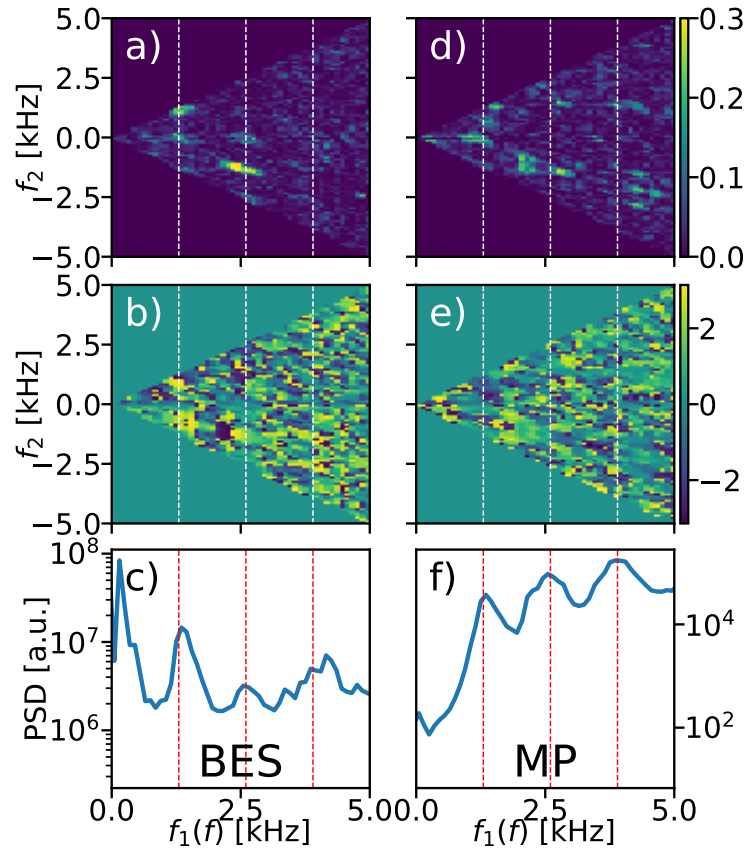 5.0
2.5
0.0
−2.5
−5.0
f2 [kHz]
a)
d)
0.3
0.2
0.1
0.0
5.0
2.5
0.0
−2.5
−5.0
f2 [kHz]
b)
e)
2
0
−2
10^8
10^7
10^6
PSD [a.u.]
c)
BES
f)
MP
10^4
10^2
0.0 2.5 5.0 0.0 2.5 5.0
f1(f) [kHz] f1(f) [kHz]